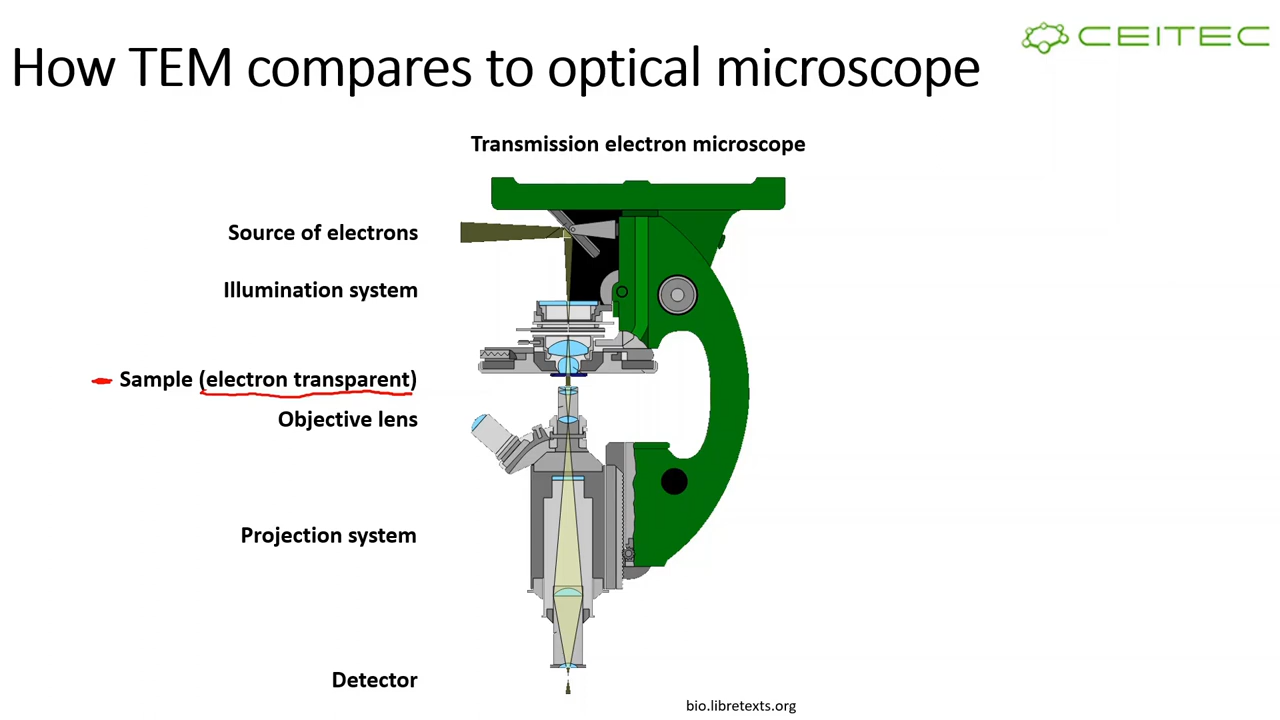 How TEM compares to optical microscope
CEITEC
Transmission electron microscope
Source of electrons
Illumination system
Sample (electron transparent)
Objective lens
Projection system
Detector
bio.libretexts.org